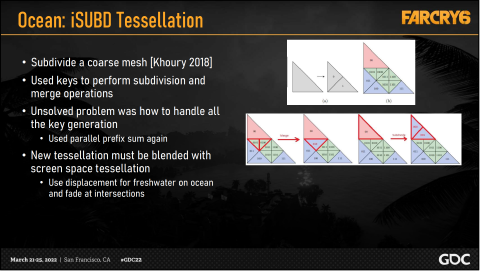 Ocean: iSUBD Tessellation
FARCRY6
• Subdivide a coarse mesh [Khoury 2018]
• Used keys to perform subdivision and
merge operations
• Unsolved problem was how to handle all
the key generation
• Used parallel prefix sum again
• New tessellation must be blended with
screen space tessellation
• Use displacement for freshwater on ocean
and fade at intersections
(a)
(b)
March 21-25, 2022 | San Francisco, CA #GDC22
GDC